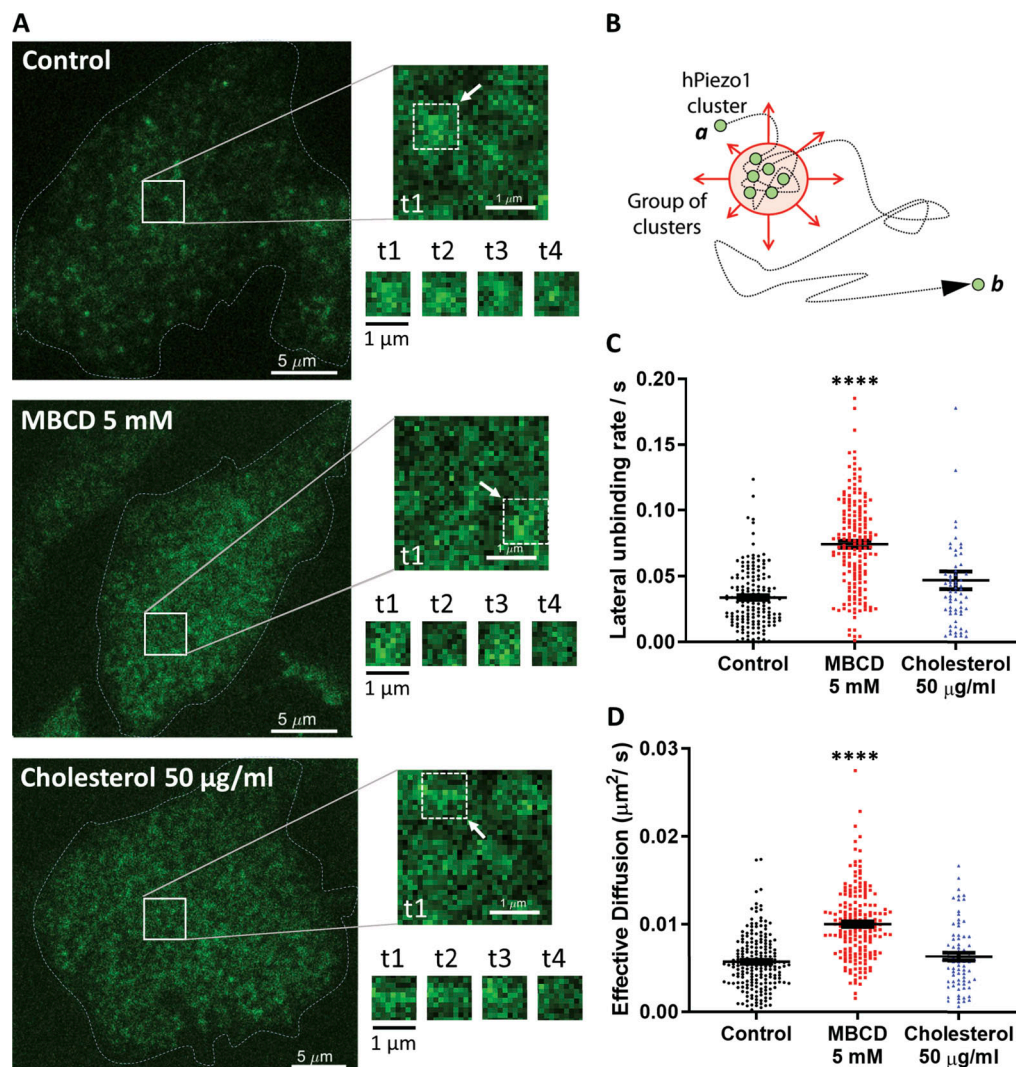 A
Control
t1
1 μm
t1 t2 t3 t4
1 μm
5 μm
MBCD 5 mM
t1
1 μm
t1 t2 t3 t4
1 μm
5 μm
Cholesterol 50 μg/ml
t1
1 μm
t1 t2 t3 t4
1 μm
5 μm
B
hPiezo1
cluster
a
Group of
clusters
b
C
****
Lateral unbinding rate / s
0.20
0.15
0.10
0.05
0.00
Control MBCD Cholesterol
5 mM 50 μg/ml
D
****
Effective Diffusion (μm²/ s)
0.03
0.02
0.01
0.00
Control MBCD Cholesterol
5 mM 50 μg/ml